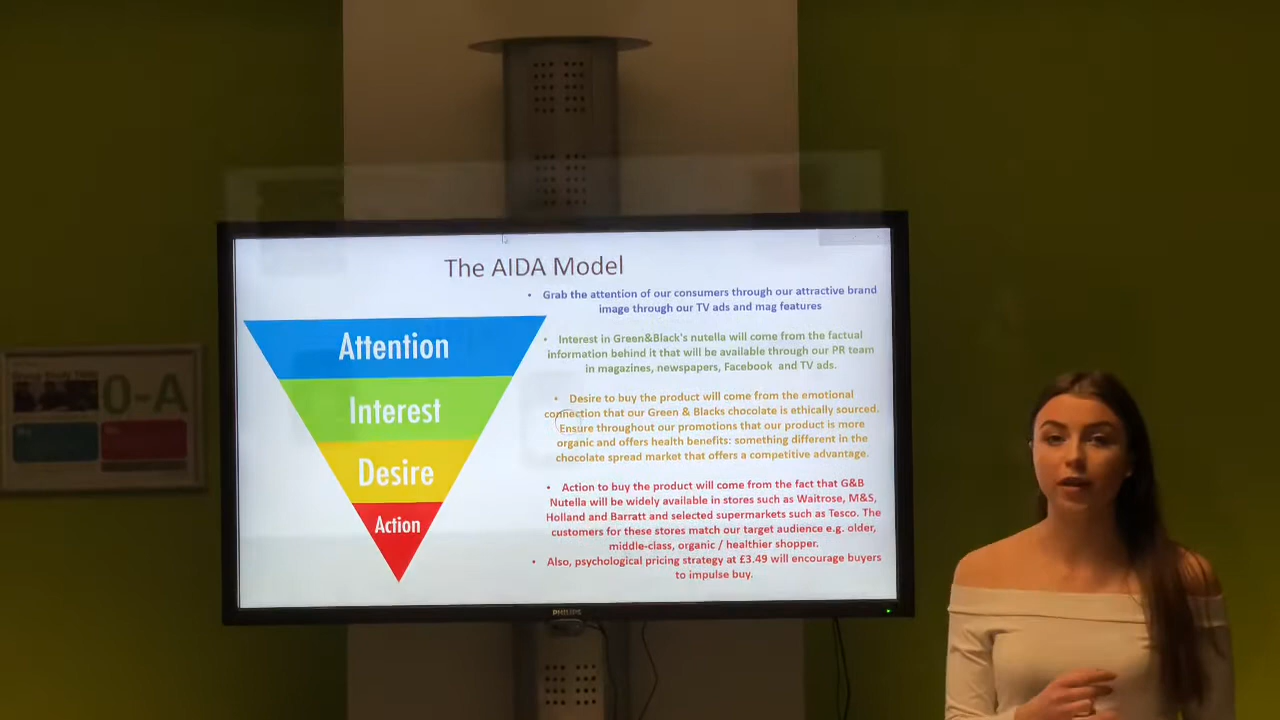 The AIDA Model
Attention
Interest
Desire
Action
• Grab the attention of our consumers through our attractive brand
image through our TV ads and mag features
• Interest in Green&Black's nutella will come from the factual
information behind it that will be available through our PR team
in magazines, newspapers, Facebook and TV ads.
• Desire to buy the product will come from the emotional
connection that our Green & Blacks chocolate is ethically sourced.
Ensure throughout our promotions that our product is more
organic and offers health benefits: something different in the
chocolate spread market that offers a competitive advantage.
• Action to buy the product will come from the fact that G&B
Nutella will be widely available in stores such as Waitrose, M&S,
Holland and Barratt and selected supermarkets such as Tesco. The
customers for these stores match our target audience e.g. older,
middle-class, organic / healthier shopper.
• Also, psychological pricing strategy at £3.49 will encourage buyers
to impulse buy.
PHILIPS
0-A